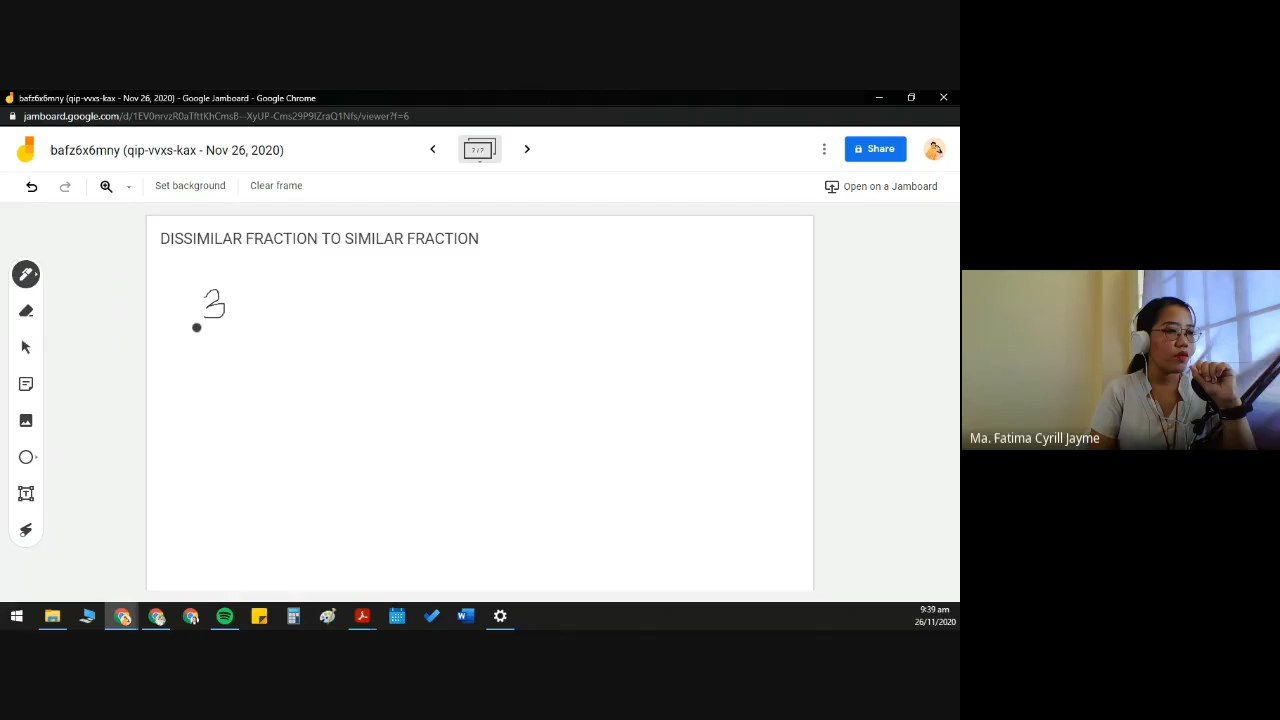 bafz6x6mny (qip-vvxs-kax - Nov 26, 2020) - Google Jamboard - Google Chrome
bafz6x6mny (qip-vvxs-kax - Nov 26, 2020)
7 / 7
Share
Set background
Clear frame
Open on a Jamboard
DISSIMILAR FRACTION TO SIMILAR FRACTION
3
Ma. Fatima Cyrill Jayme
9:39 am
26/11/2020